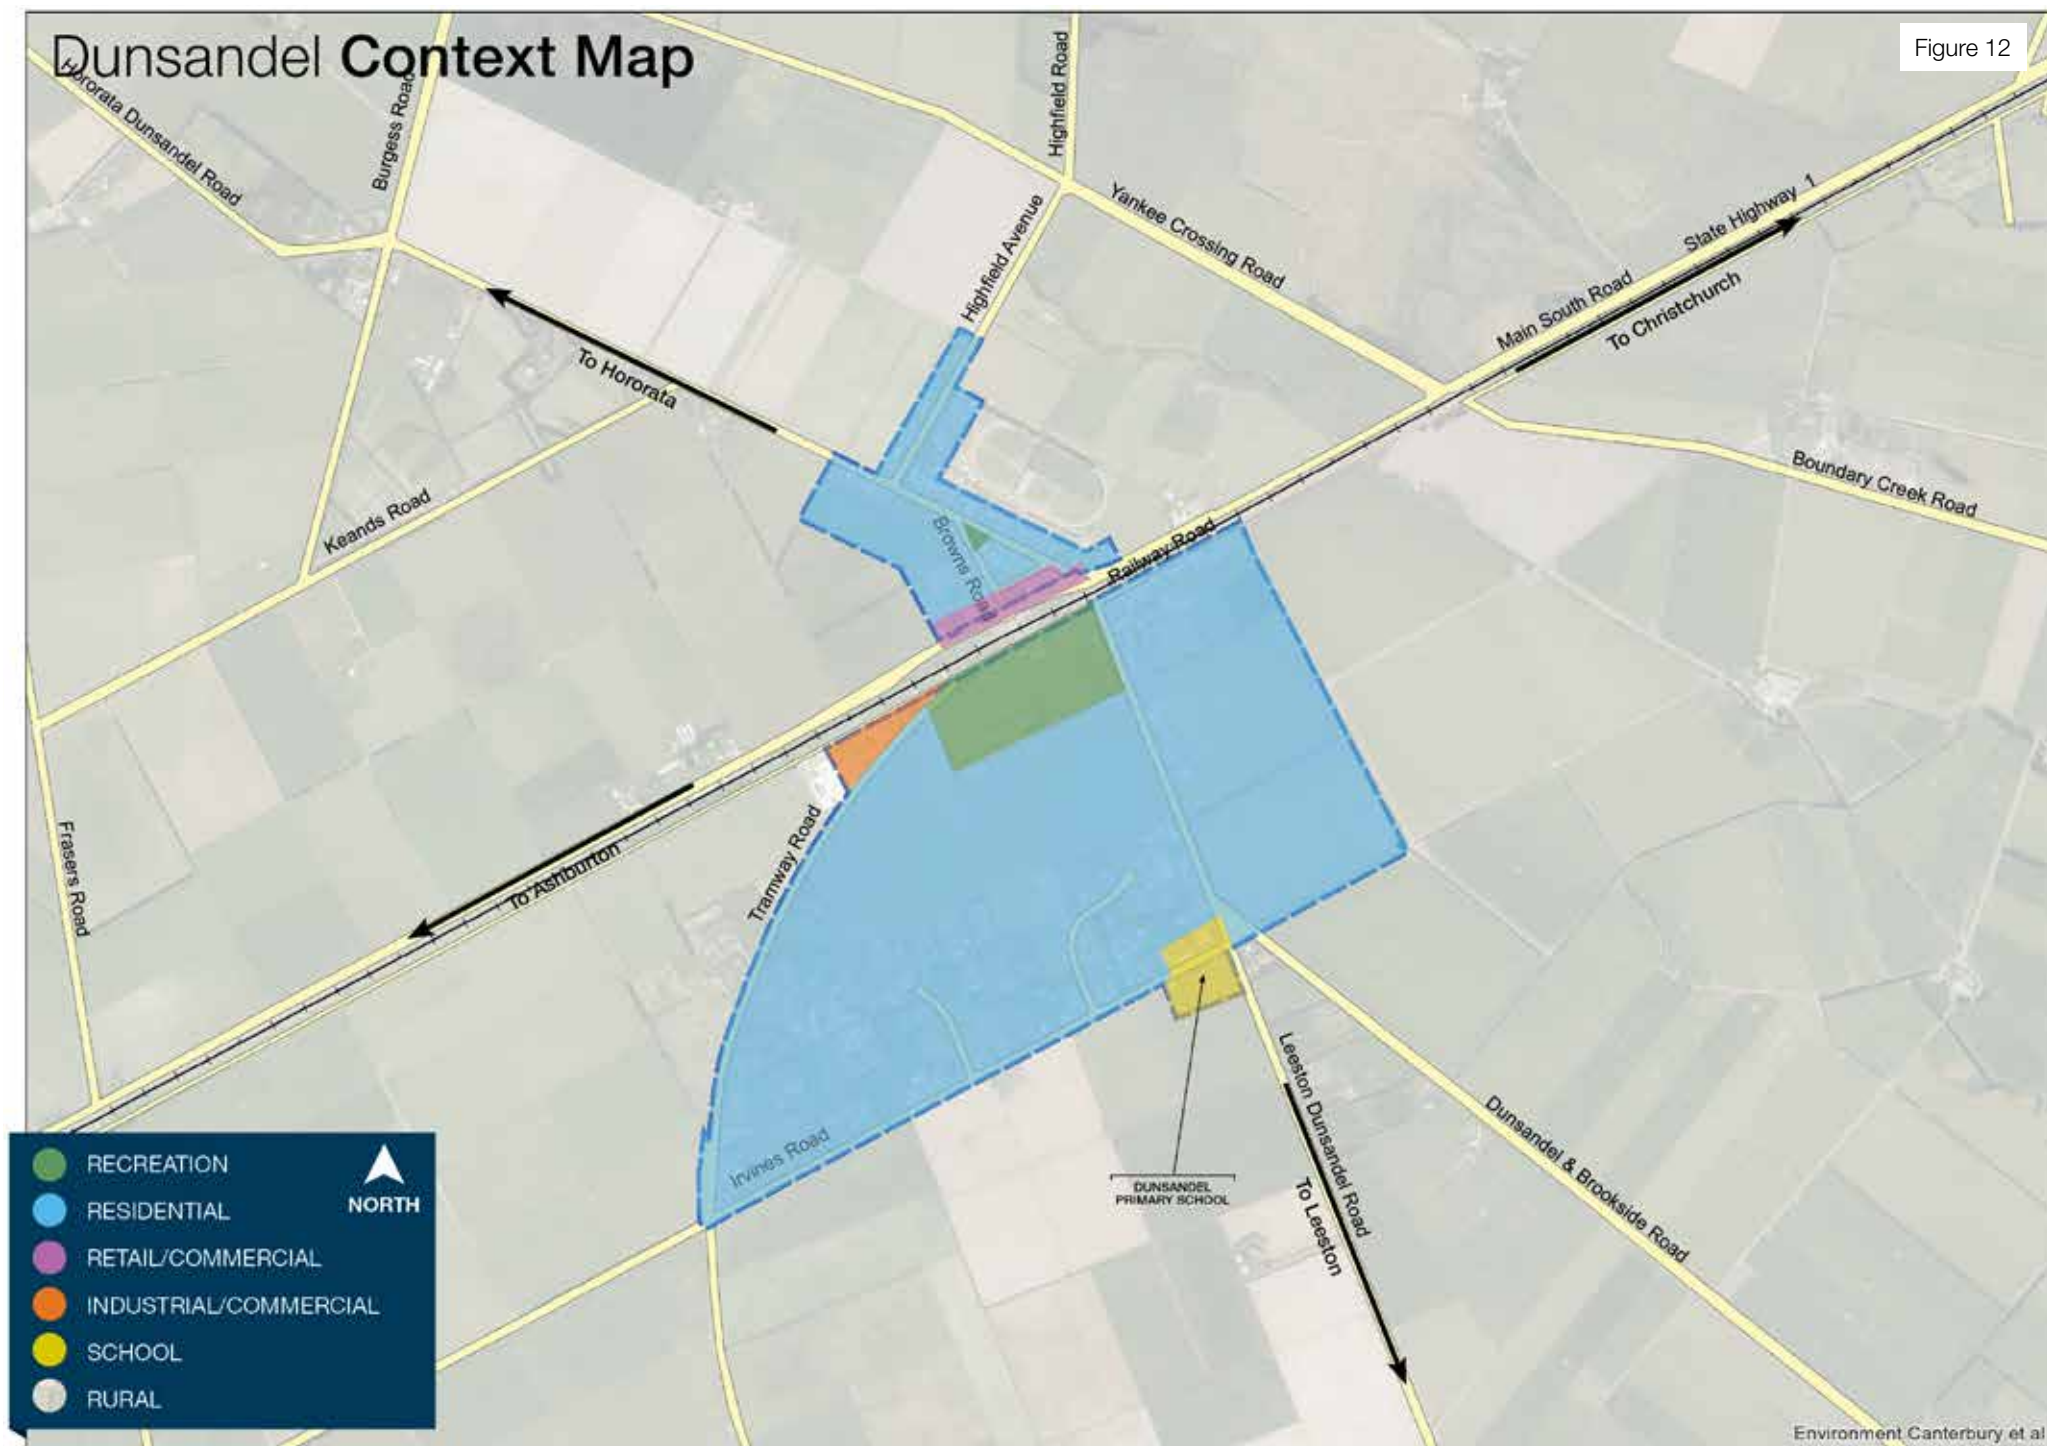 Dunsandel Context Map
Figure 12
Hororata Dunsandel Road
Burgess Road
Highfield Road
Yankee Crossing Road
Highfield Avenue
State Highway 1
Main South Road
To Christchurch
To Hororata
Boundary Creek Road
Keands Road
Browns Road
Railway Road
Frasers Road
To Ashburton
Tramway Road
Irvines Road
DUNSANDEL
PRIMARY SCHOOL
Leeston Dunsandel Road
To Leeston
Dunsandel & Brookside Road
RECREATION
RESIDENTIAL
RETAIL/COMMERCIAL
INDUSTRIAL/COMMERCIAL
SCHOOL
RURAL
NORTH
Environment Canterbury et al